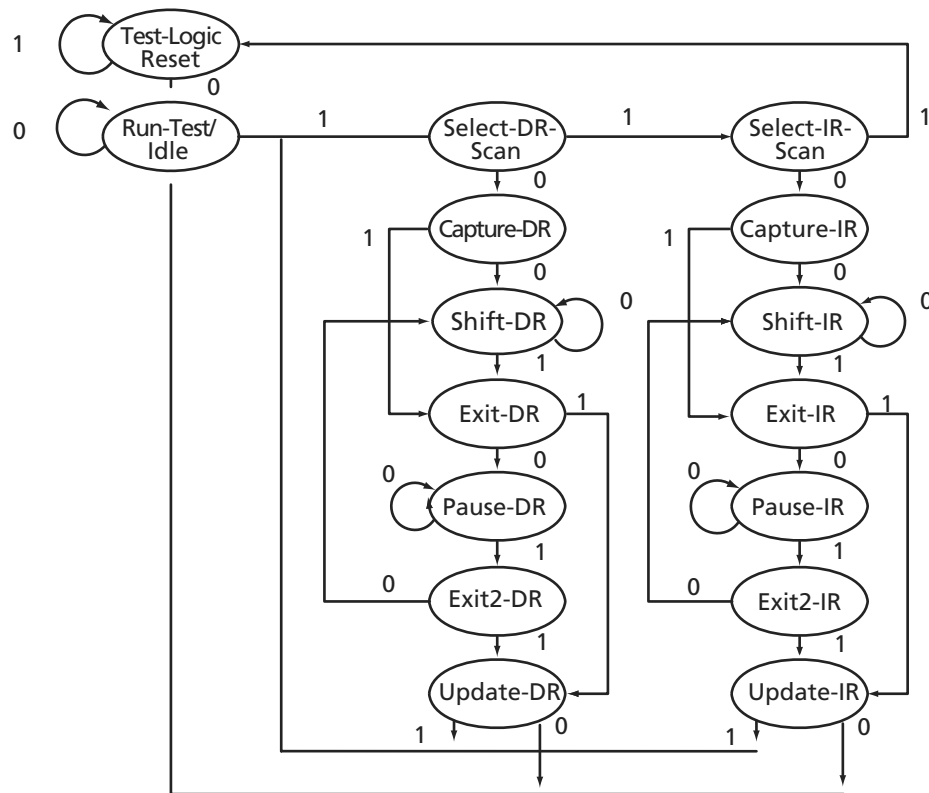 1
Test-Logic
Reset
0
0
Run-Test/
Idle
1
Select-DR-
Scan
1
Select-IR-
Scan
1
0
0
1
Capture-DR
1
Capture-IR
0
0
Shift-DR
0
Shift-IR
0
1
1
Exit-DR
1
Exit-IR
1
0
0
0
Pause-DR
0
Pause-IR
1
1
0
Exit2-DR
0
Exit2-IR
1
1
Update-DR
Update-IR
1
0
1
0